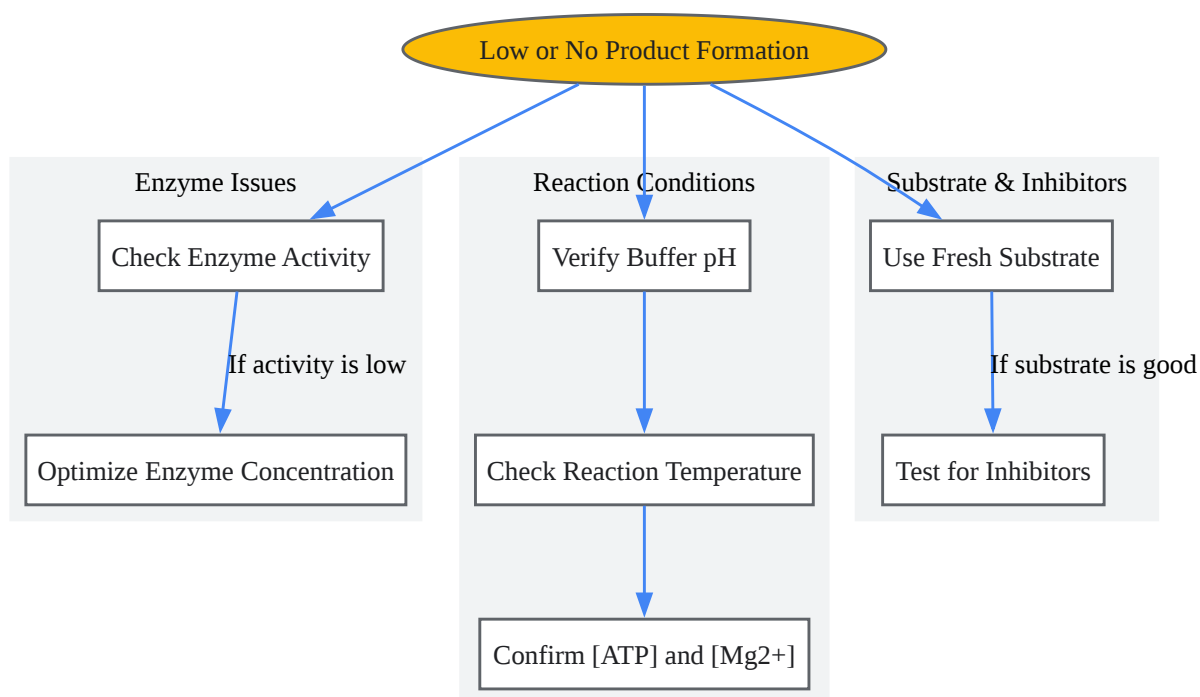 Low or No Product Formation
Enzyme Issues
Reaction Conditions
Substrate & Inhibitors
Check Enzyme Activity
Verify Buffer pH
Use Fresh Substrate
If activity is low
If substrate is good
Optimize Enzyme Concentration
Check Reaction Temperature
Test for Inhibitors
Confirm [ATP] and [Mg2+]